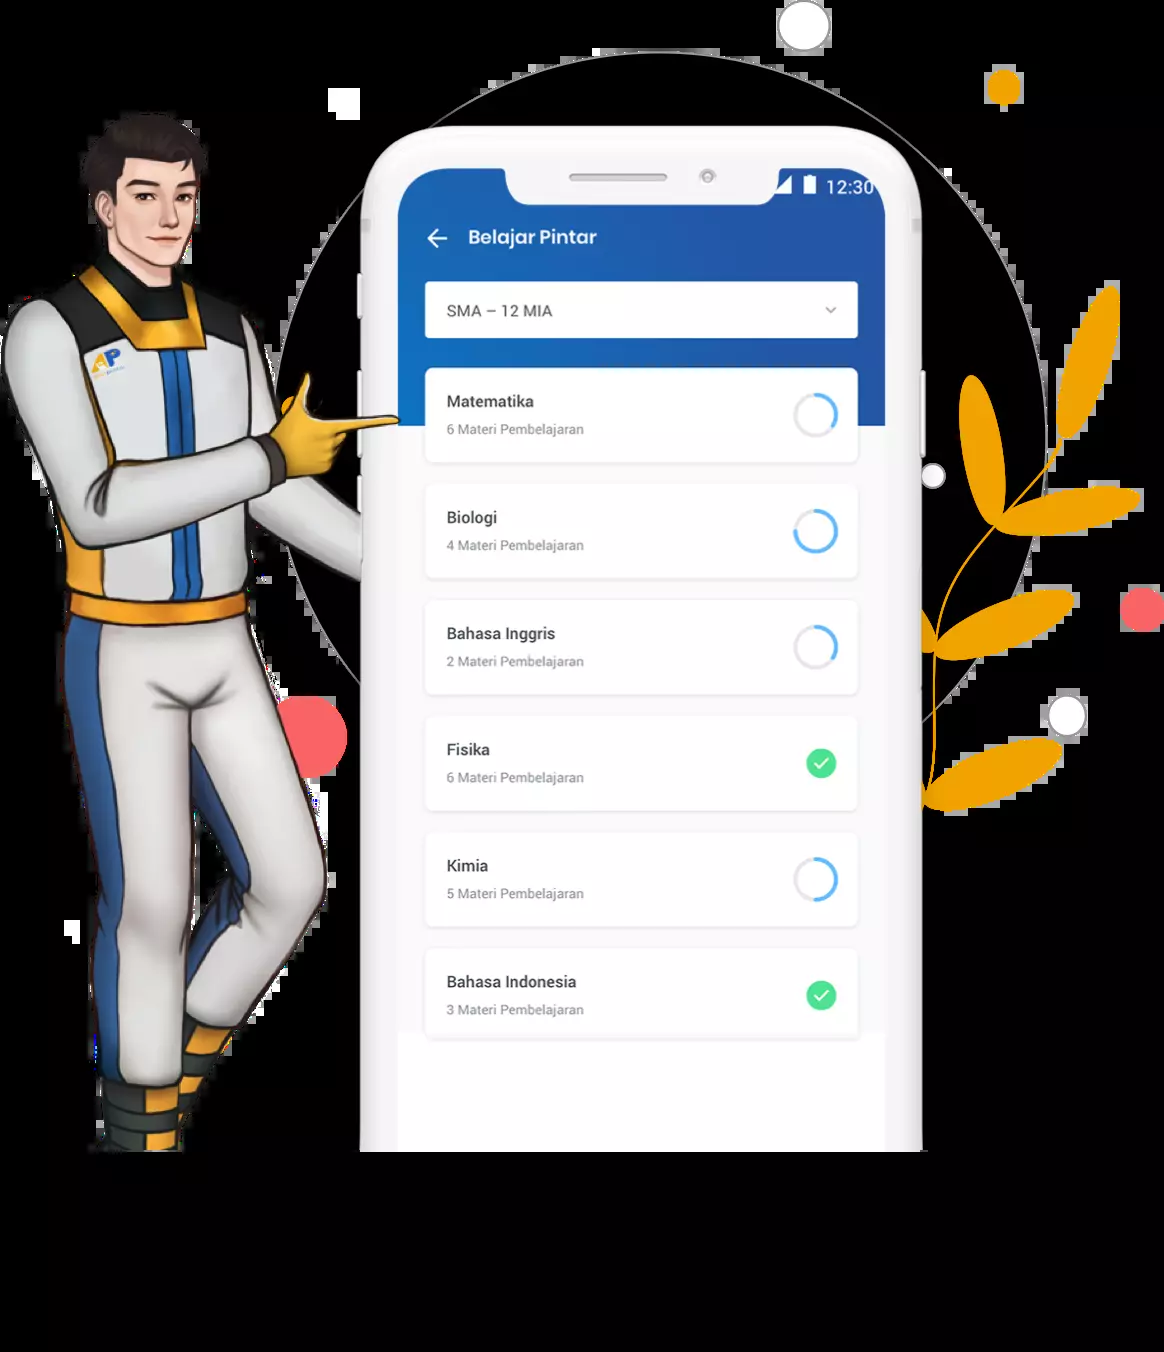 12:30
Belajar Pintar
SMA – 12 MIA
AP
Matematika
6 Materi Pembelajaran
Biologi
4 Materi Pembelajaran
Bahasa Inggris
2 Materi Pembelajaran
Fisika
6 Materi Pembelajaran
Kimia
5 Materi Pembelajaran
Bahasa Indonesia
3 Materi Pembelajaran